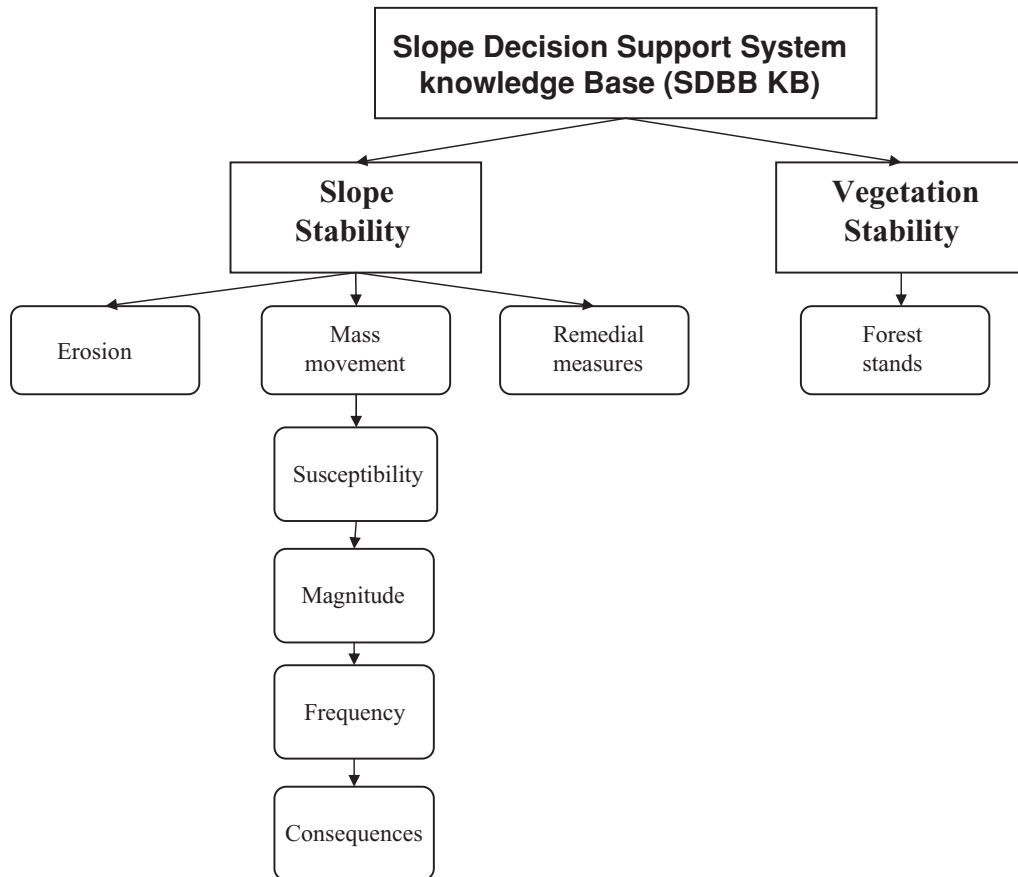 Slope Decision Support System
knowledge Base (SDBB KB)
Slope
Stability
Vegetation
Stability
Erosion
Mass
movement
Remedial
measures
Forest
stands
Susceptibility
Magnitude
Frequency
Consequences